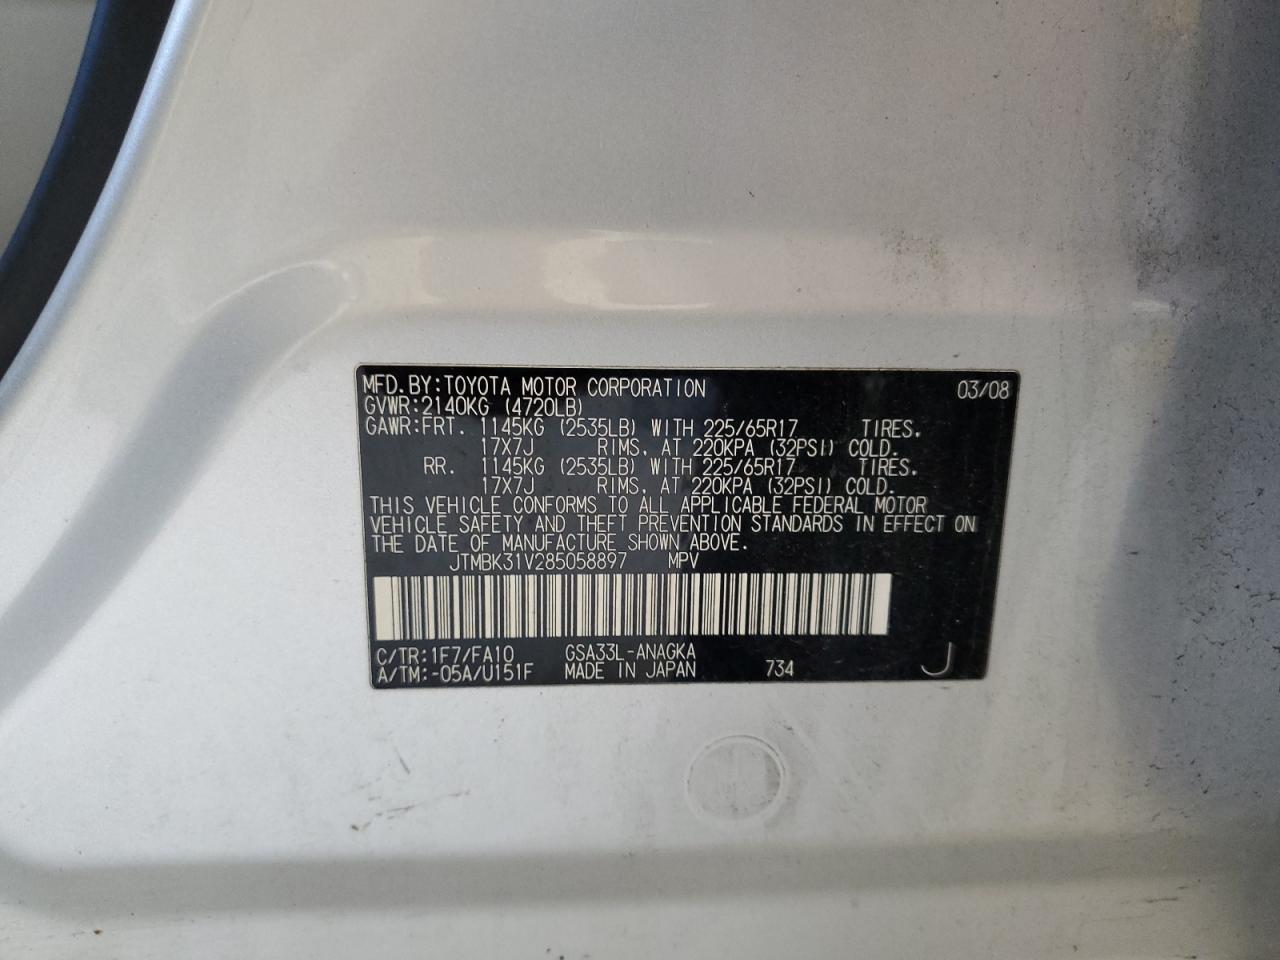 MFD.BY:TOYOTA MOTOR CORPORATION 03/08
GVWR:2140KG (4720LB)
GAWR:FRT. 1145KG (2535LB) WITH 225/65R17 TIRES.
17X7J RIMS, AT 220KPA (32PSI) COLD.
RR. 1145KG (2535LB) WITH 225/65R17 TIRES.
17X7J RIMS, AT 220KPA (32PSI) COLD.
THIS VEHICLE CONFORMS TO ALL APPLICABLE FEDERAL MOTOR
VEHICLE SAFETY AND THEFT PREVENTION STANDARDS IN EFFECT ON
THE DATE OF MANUFACTURE SHOWN ABOVE.
JTMBK31V285058897 MPV
C/TR:1F7/FA10 GSA33L-ANAGKA
A/TM:-05A/U151F MADE IN JAPAN 734 J